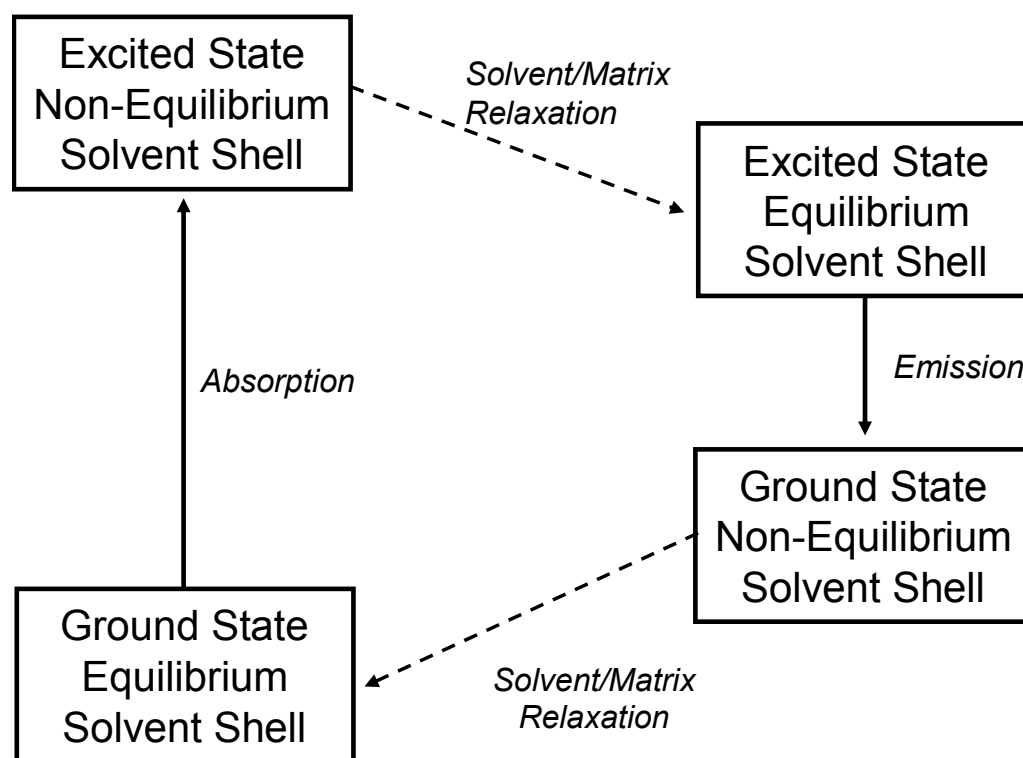 Excited State
Non-Equilibrium
Solvent Shell
Solvent/Matrix
Relaxation
Excited State
Equilibrium
Solvent Shell
Absorption
Emission
Ground State
Non-Equilibrium
Solvent Shell
Ground State
Equilibrium
Solvent Shell
Solvent/Matrix
Relaxation